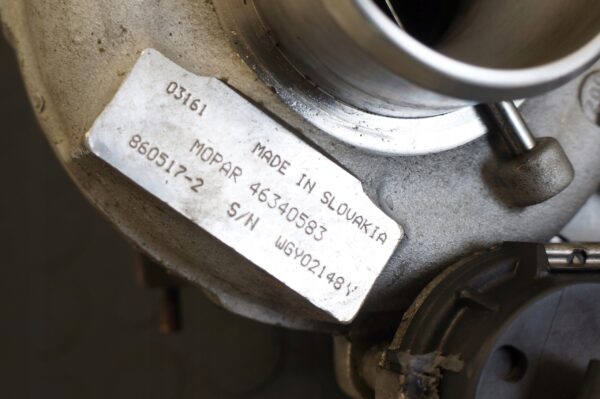 03161 MADE IN SLOVAKIA
MOPAR 46340583
860517-2 S/N WGY02148Y